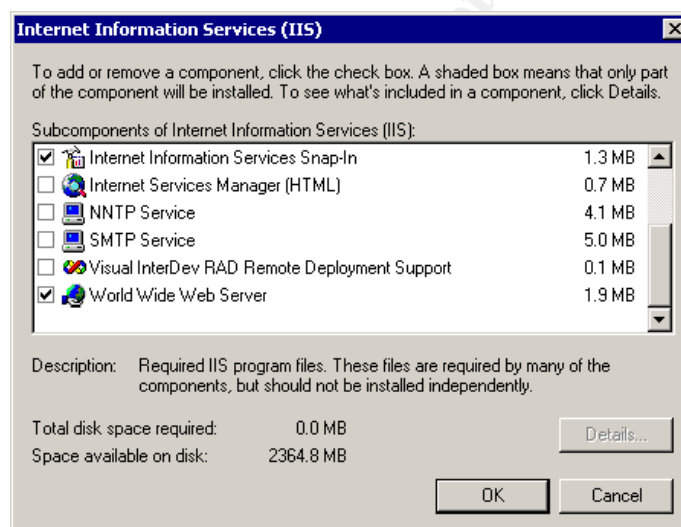 Internet Information Services (IIS)
To add or remove a component, click the check box. A shaded box means that only part
of the component will be installed. To see what's included in a component, click Details.
Subcomponents of Internet Information Services (IIS):
Internet Information Services Snap-In 1.3 MB
Internet Services Manager (HTML) 0.7 MB
NNTP Service 4.1 MB
SMTP Service 5.0 MB
Visual InterDev RAD Remote Deployment Support 0.1 MB
World Wide Web Server 1.9 MB
Description: Required IIS program files. These files are required by many of the
components, but should not be installed independently.
Total disk space required: 0.0 MB
Details...
Space available on disk: 2364.8 MB
OK Cancel